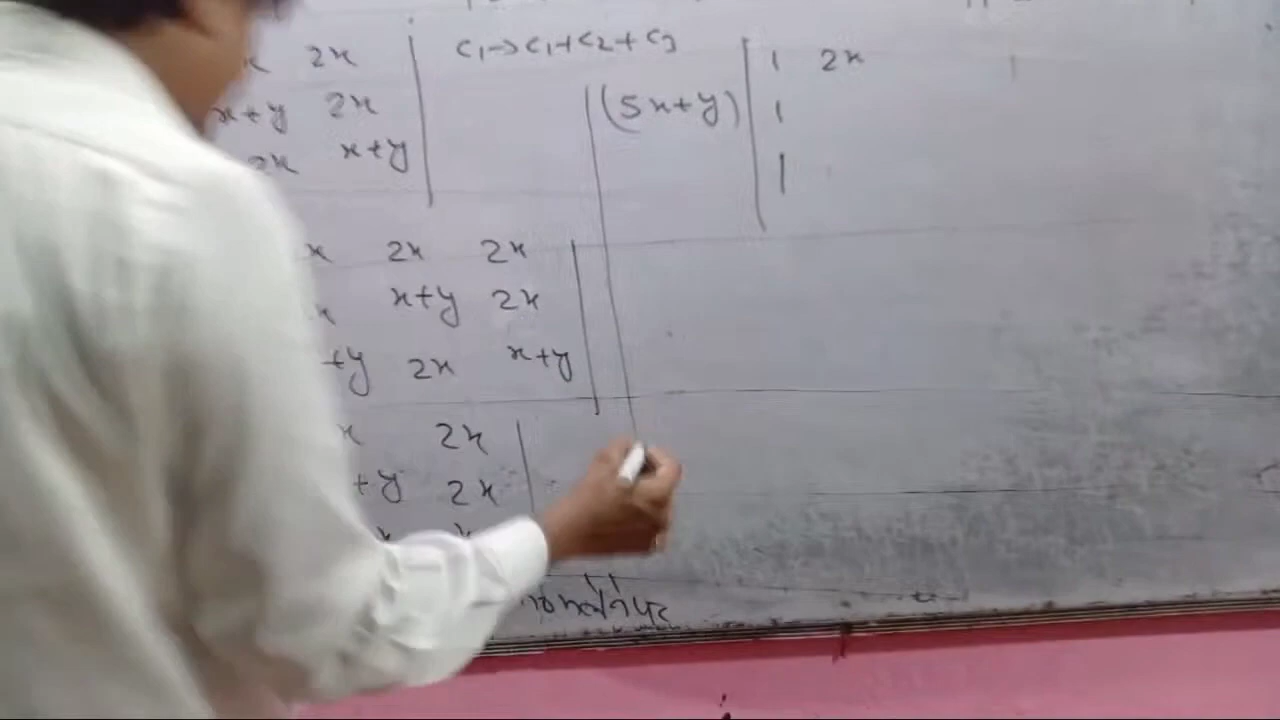 2x | C1→C1+C2+C3
x+y 2x
2x x+y |
x 2x 2x
x x+y 2x
+y 2x x+y |
x 2x |
+y 2x
(5x+y) | 1 2x
1
1